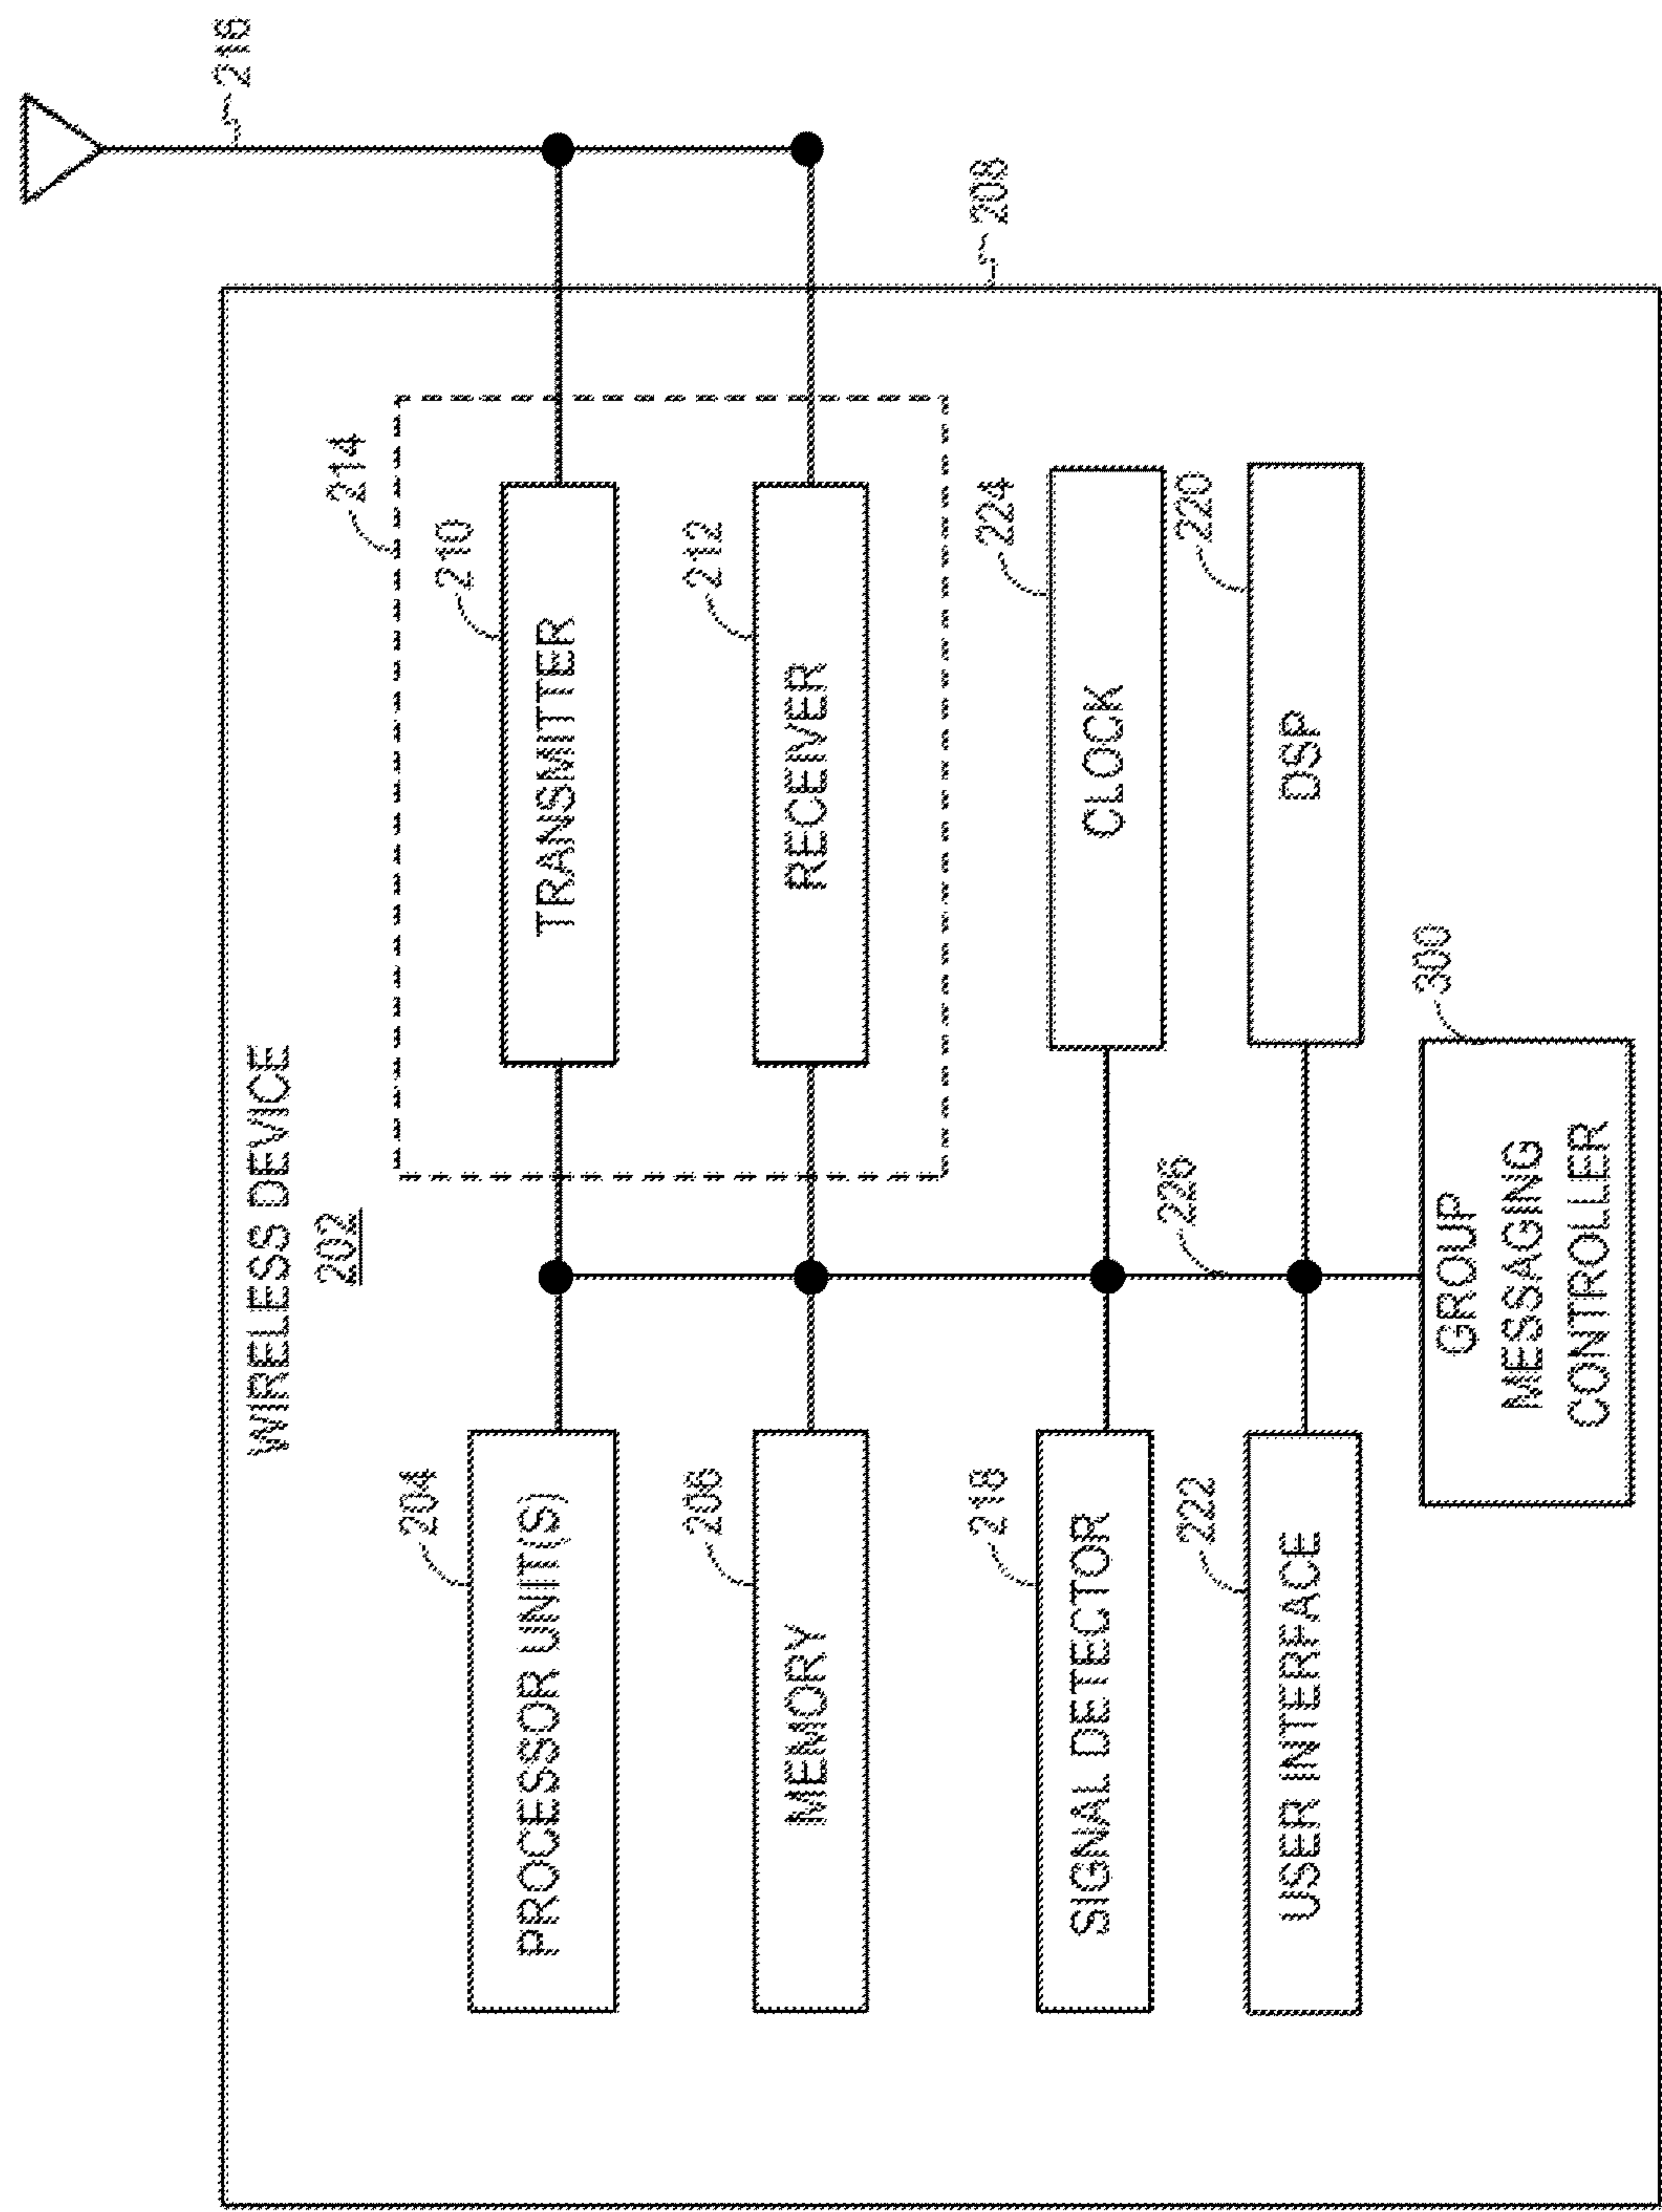 WIRELESS DEVICE
202
216
208
204
PROCESSOR UNIT(S)
214
210
TRANSMITTER
206
MEMORY
212
RECEIVER
218
SIGNAL DETECTOR
224
CLOCK
226
222
USER INTERFACE
220
DSP
300
GROUP
MESSAGING
CONTROLLER